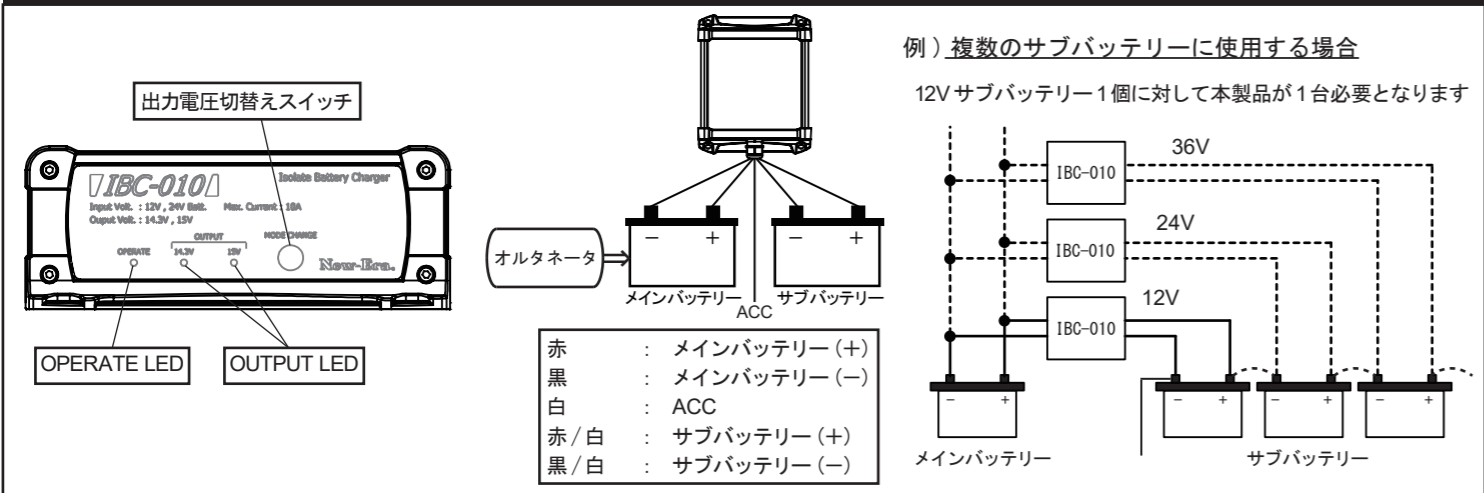 出力電圧切替えスイッチ
IBC-010
Isolate Battery Charger
Input Volt. : 12V , 24V Batt. Max. Current : 10A
Ouput Volt. : 14.3V , 15V
OUTPUT
MODE CHANGE
OPERATE 14.3V 15V
New-Era.
OPERATE LED
OUTPUT LED
オルタネータ
− +
− +
メインバッテリー
サブバッテリー
ACC
赤 : メインバッテリー (+)
黒 : メインバッテリー (−)
白 : ACC
赤 / 白 : サブバッテリー (+)
黒 / 白 : サブバッテリー (−)
例 ) 複数のサブバッテリーに使用する場合
12V サブバッテリー 1 個に対して本製品が 1 台必要となります
36V
IBC-010
24V
IBC-010
12V
IBC-010
− +
− +
− +
− +
メインバッテリー
サブバッテリー